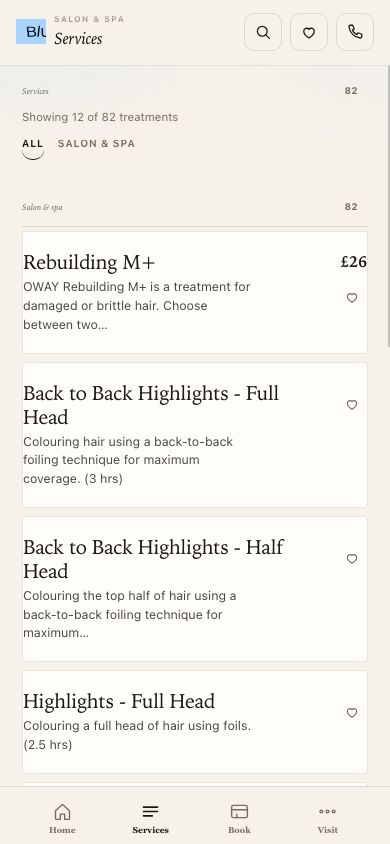 SALON & SPA
Services
Services 82
Showing 12 of 82 treatments
ALL SALON & SPA
Salon & spa 82
Rebuilding M+ £26
OWAY Rebuilding M+ is a treatment for
damaged or brittle hair. Choose
between two...
Back to Back Highlights - Full
Head
Colouring hair using a back-to-back
foiling technique for maximum
coverage. (3 hrs)
Back to Back Highlights - Half
Head
Colouring the top half of hair using a
back-to-back foiling technique for
maximum...
Highlights - Full Head
Colouring a full head of hair using foils.
(2.5 hrs)
Home Services Book Visit